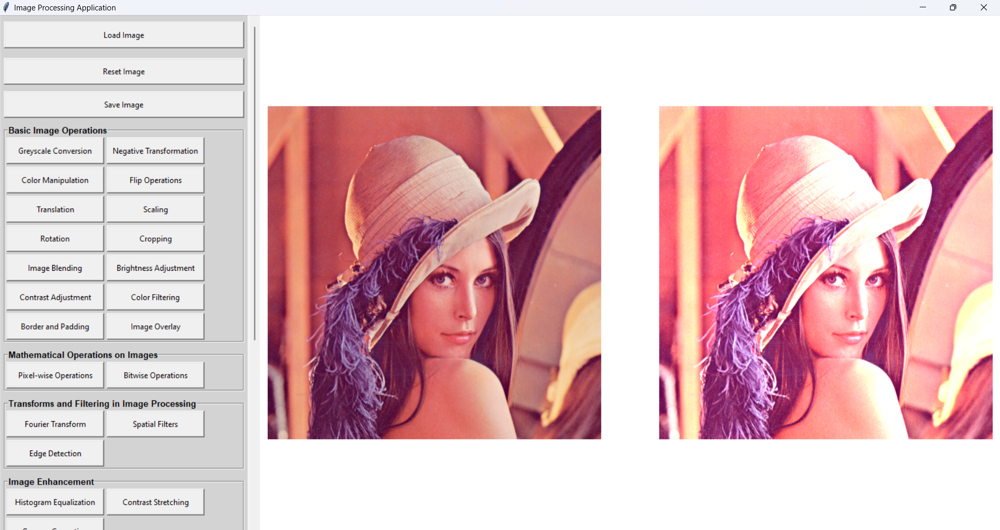 Image Processing Application
Load Image
Reset Image
Save Image
Basic Image Operations
Greyscale Conversion
Negative Transformation
Color Manipulation
Flip Operations
Translation
Scaling
Rotation
Cropping
Image Blending
Brightness Adjustment
Contrast Adjustment
Color Filtering
Border and Padding
Image Overlay
Mathematical Operations on Images
Pixel-wise Operations
Bitwise Operations
Transforms and Filtering in Image Processing
Fourier Transform
Spatial Filters
Edge Detection
Image Enhancement
Histogram Equalization
Contrast Stretching